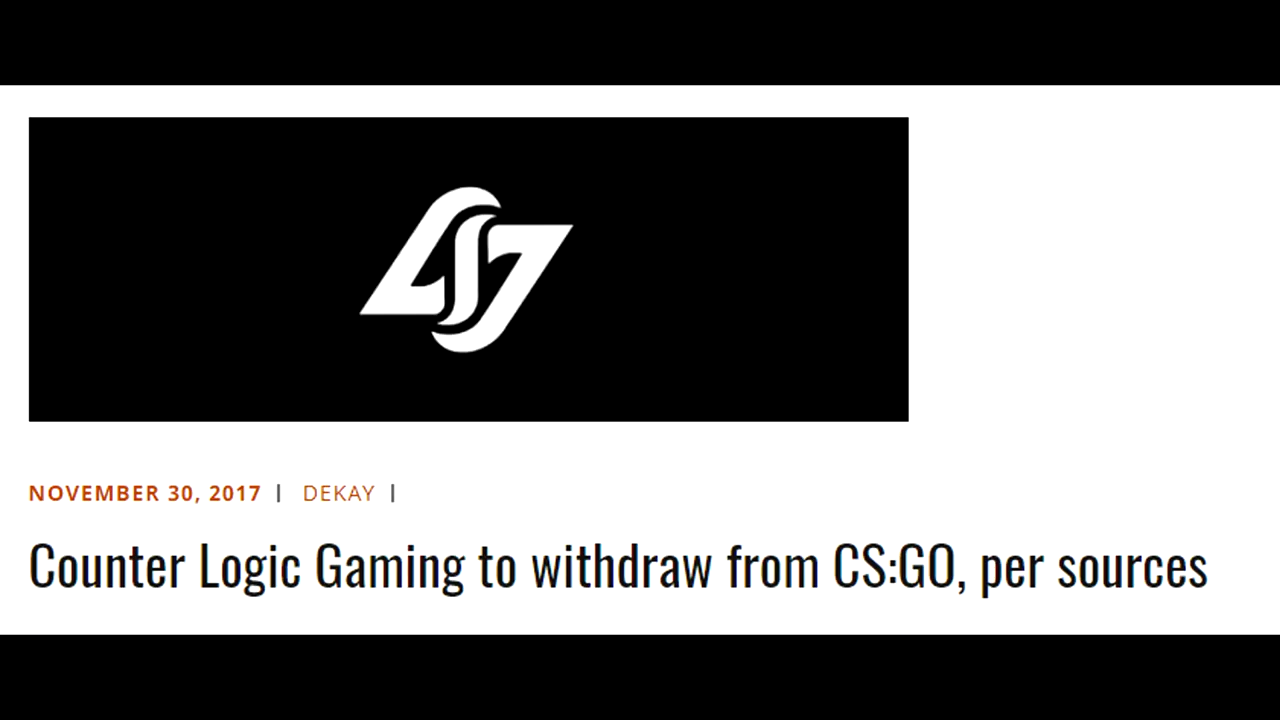 NOVEMBER 30, 2017 | DEKAY |
Counter Logic Gaming to withdraw from CS:GO, per sources